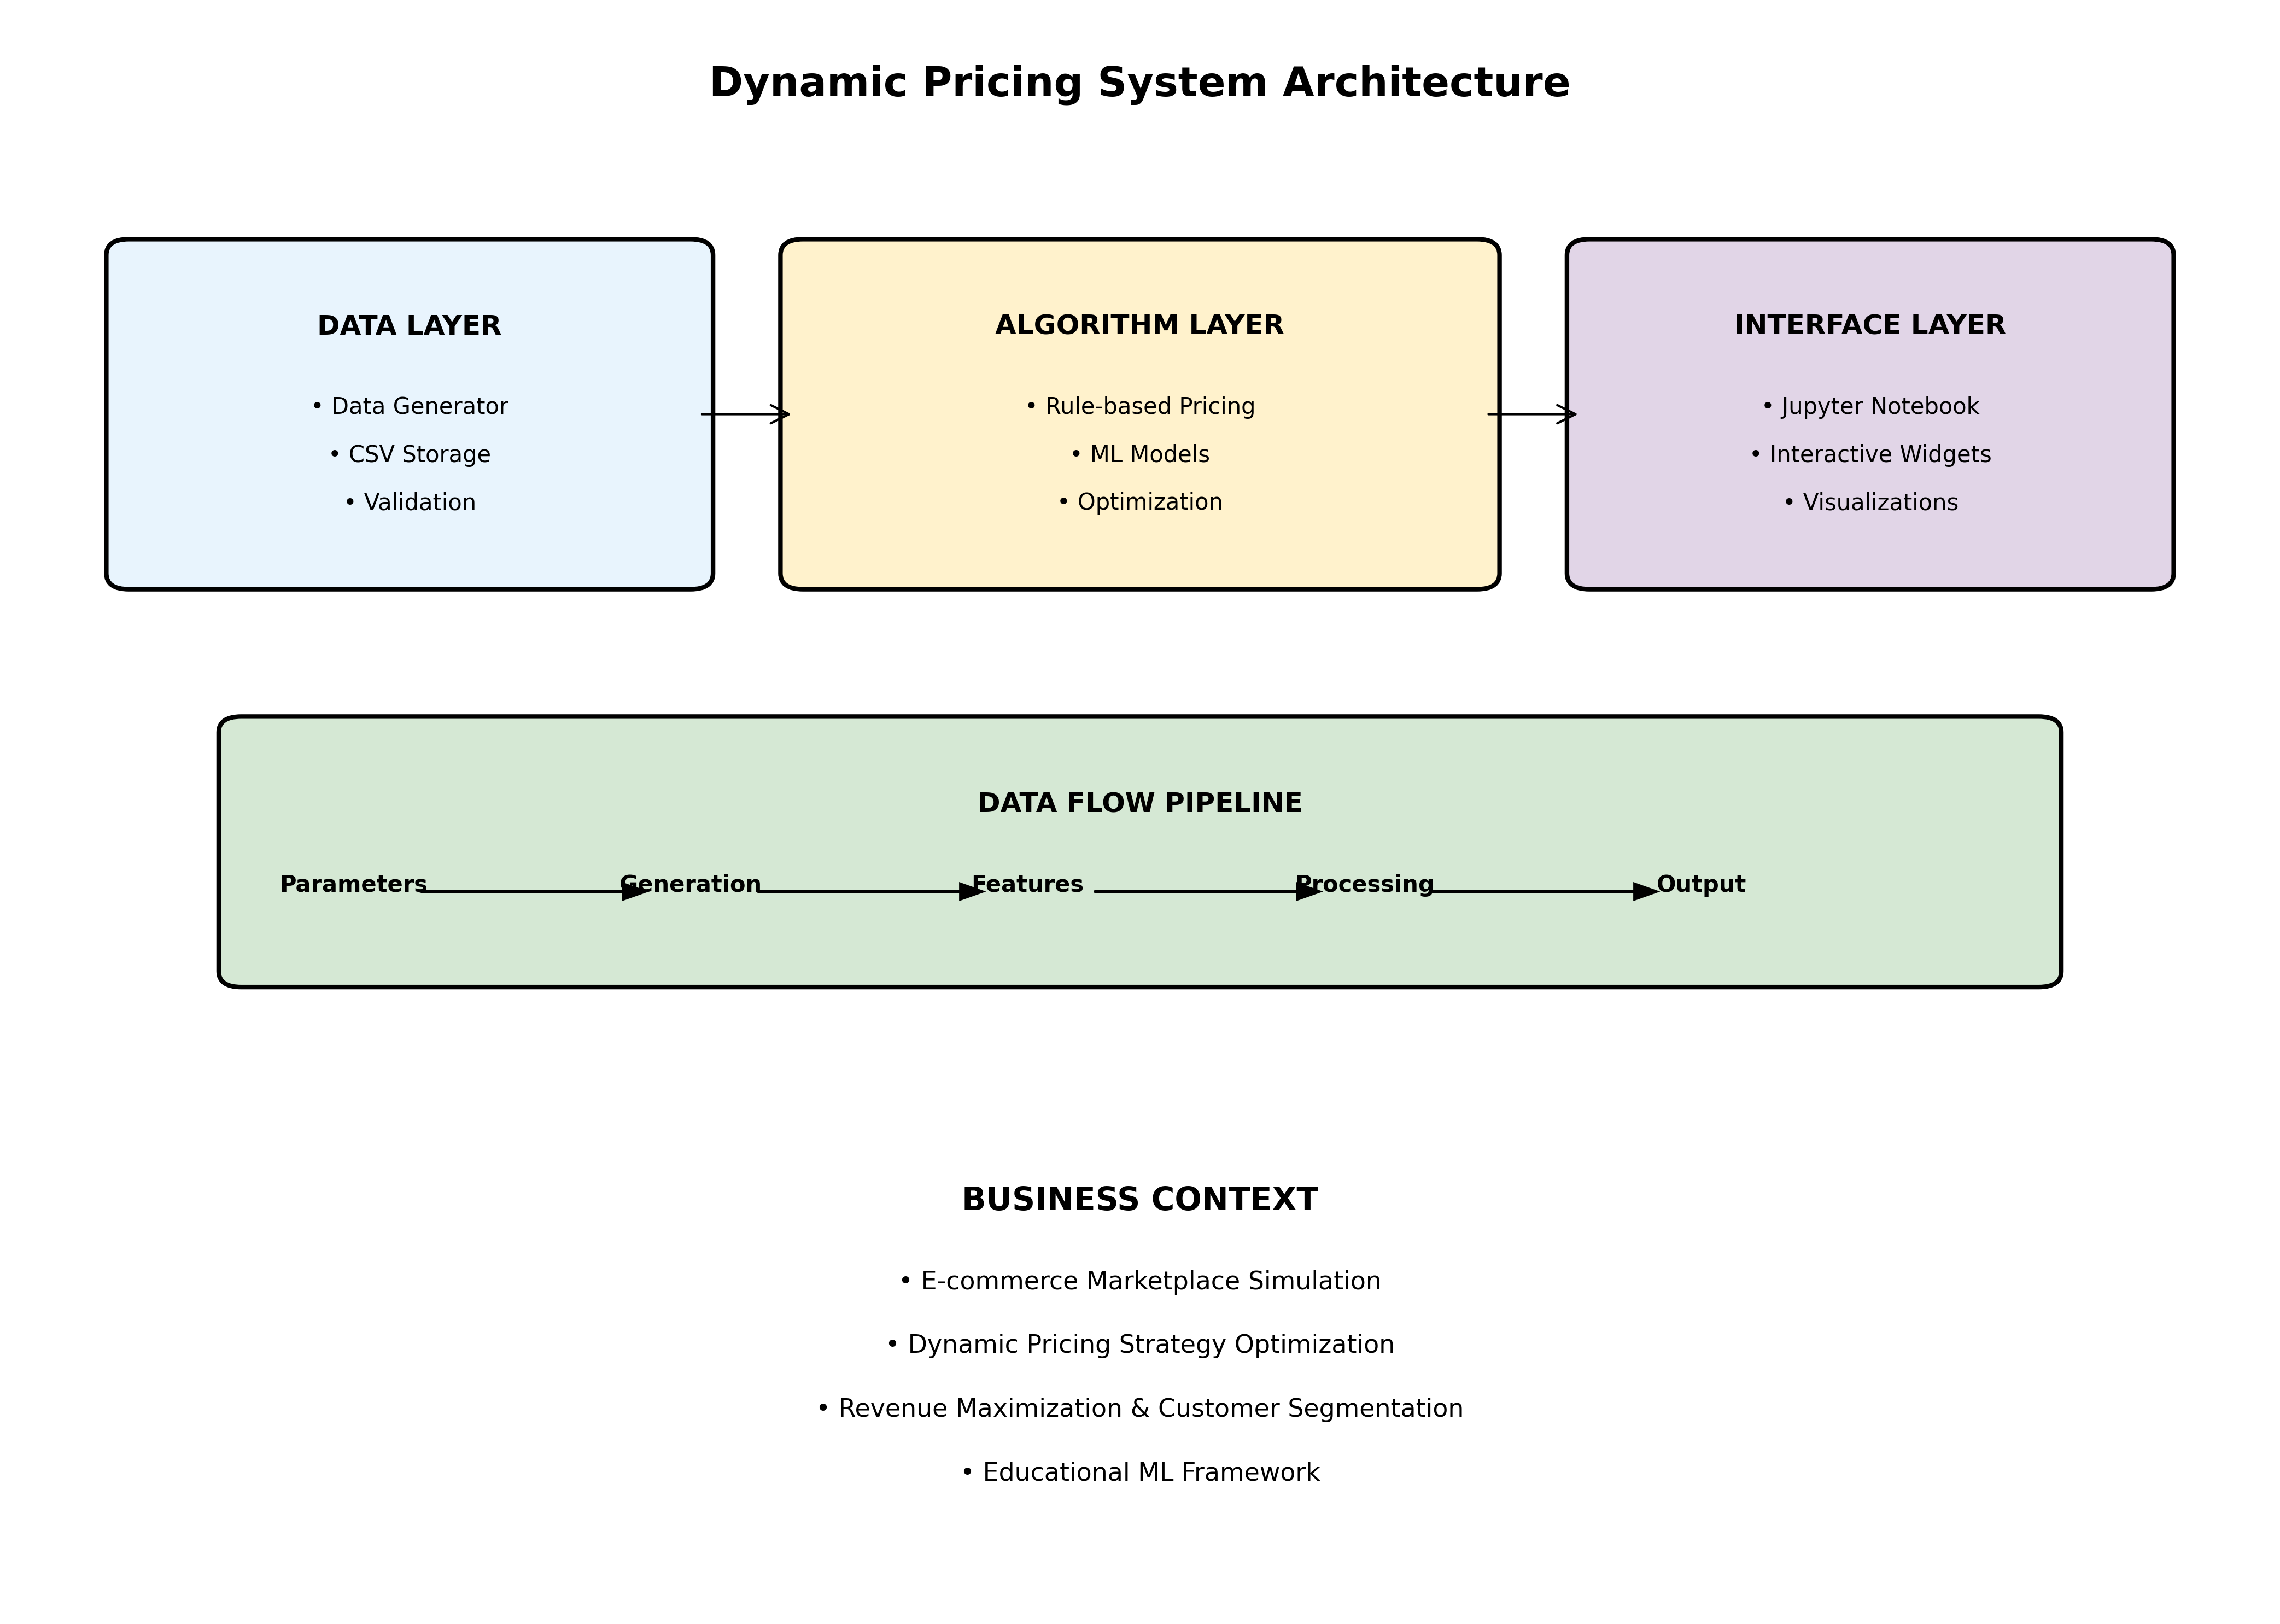 Dynamic Pricing System Architecture
DATA LAYER
• Data Generator
• CSV Storage
• Validation
ALGORITHM LAYER
• Rule-based Pricing
• ML Models
• Optimization
INTERFACE LAYER
• Jupyter Notebook
• Interactive Widgets
• Visualizations
DATA FLOW PIPELINE
Parameters Generation Features Processing Output
BUSINESS CONTEXT
• E-commerce Marketplace Simulation
• Dynamic Pricing Strategy Optimization
• Revenue Maximization & Customer Segmentation
• Educational ML Framework